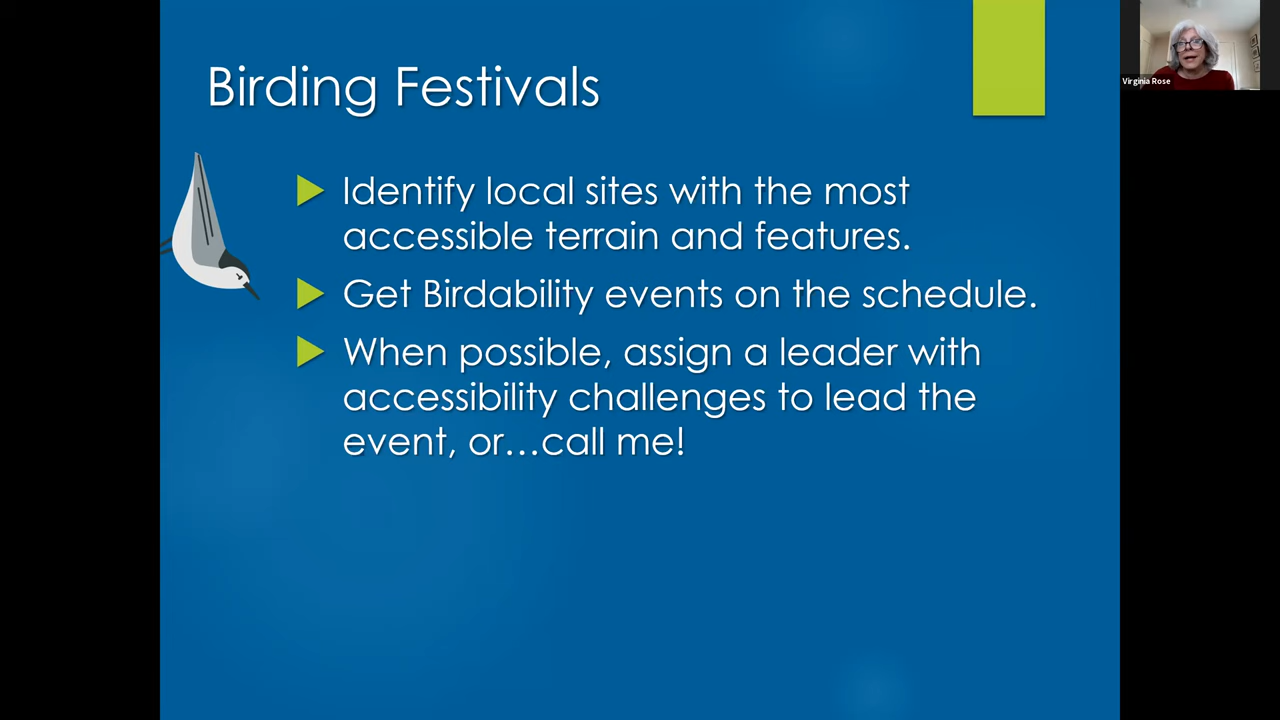 Birding Festivals
Identify local sites with the most
accessible terrain and features.
Get Birdability events on the schedule.
When possible, assign a leader with
accessibility challenges to lead the
event, or…call me!
Virginia Rose